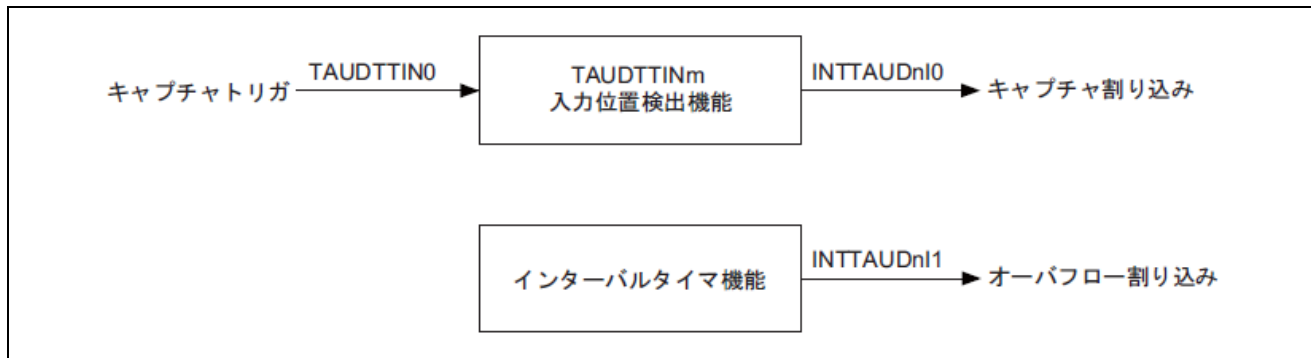 キャプチャトリガ
TAUDTTIN0
TAUDTTINm
入力位置検出機能
INTTAUDnI0
キャプチャ割り込み
インターバルタイマ機能
INTTAUDnI1
オーバフロー割り込み